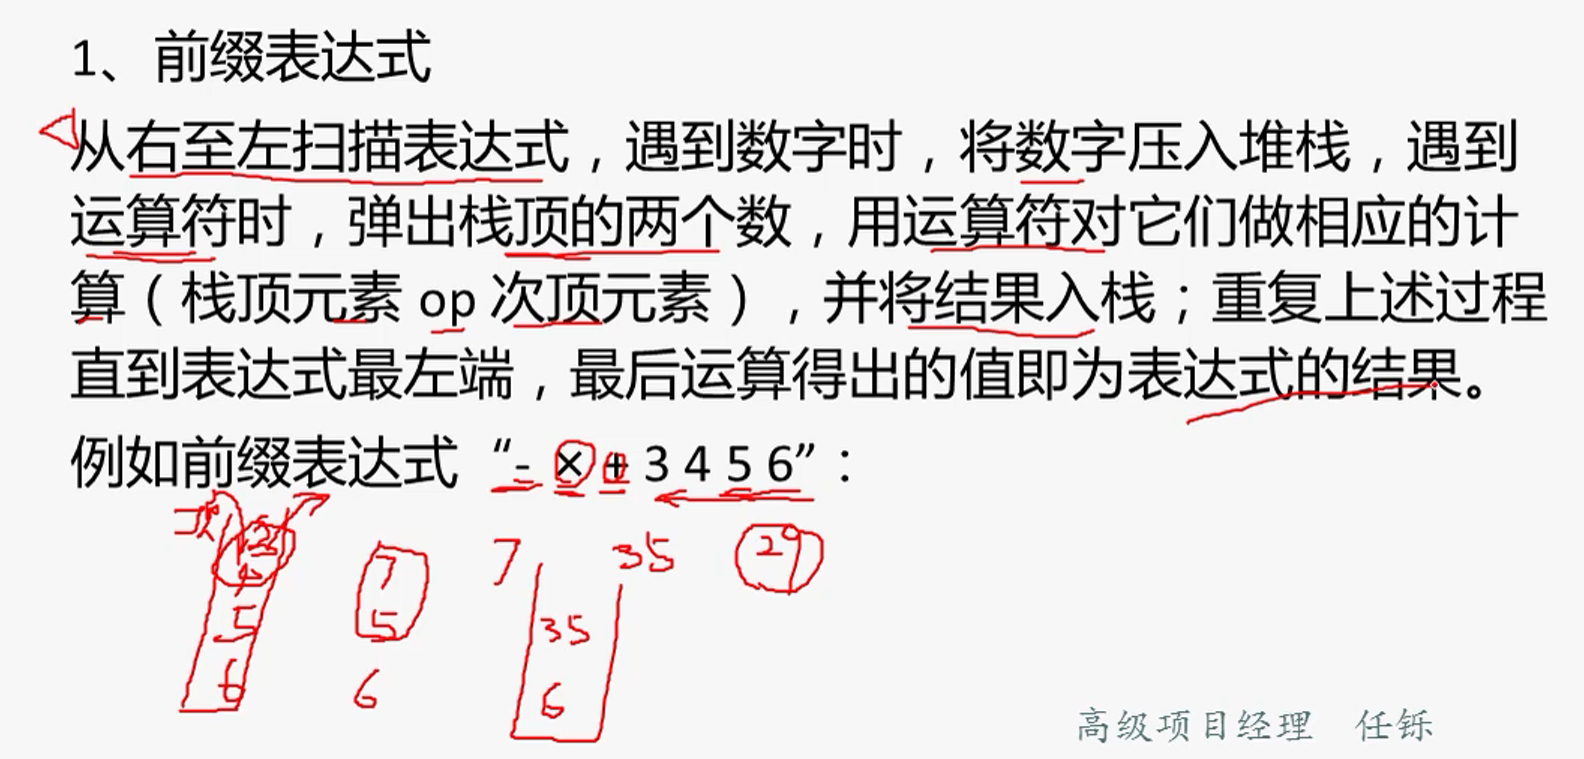 1、前缀表达式
从右至左扫描表达式，遇到数字时，将数字压入堆栈，遇到
运算符时，弹出栈顶的两个数，用运算符对它们做相应的计
算（栈顶元素 op 次顶元素），并将结果入栈；重复上述过程
直到表达式最左端，最后运算得出的值即为表达式的结果。
例如前缀表达式“- × + 3 4 5 6”：
7 7 35 29
5 5 35
6 6 6
高级项目经理 任铄